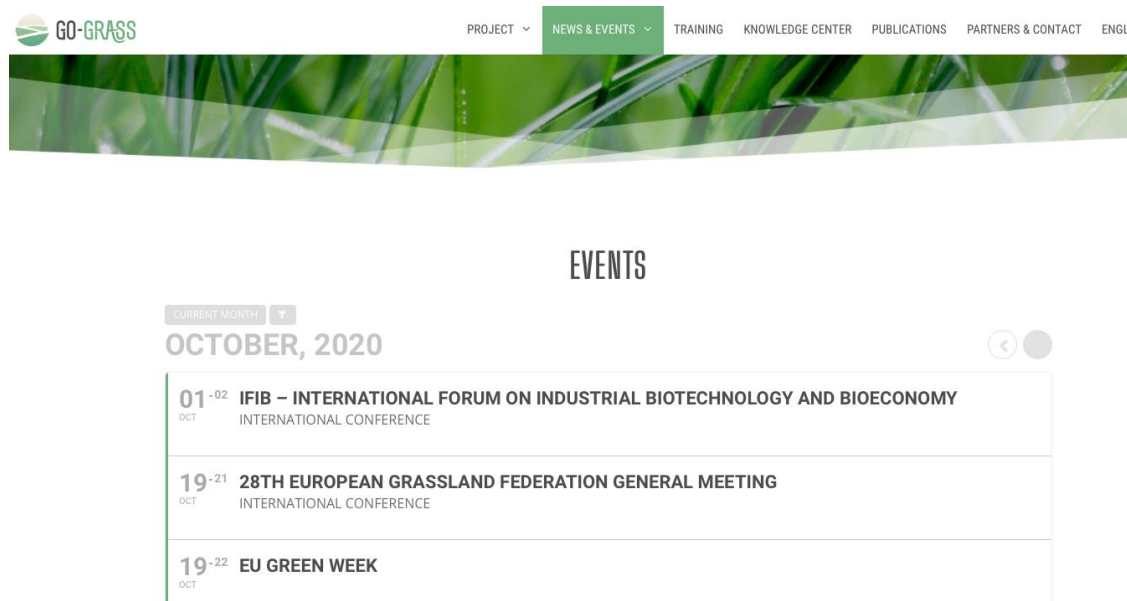 GO-GRASS
PROJECT NEWS & EVENTS TRAINING KNOWLEDGE CENTER PUBLICATIONS PARTNERS & CONTACT ENGL
EVENTS
CURRENT MONTH
OCTOBER, 2020
01 -02 IFIB – INTERNATIONAL FORUM ON INDUSTRIAL BIOTECHNOLOGY AND BIOECONOMY
OCT INTERNATIONAL CONFERENCE
19 -21 28TH EUROPEAN GRASSLAND FEDERATION GENERAL MEETING
OCT INTERNATIONAL CONFERENCE
19 -22 EU GREEN WEEK
OCT